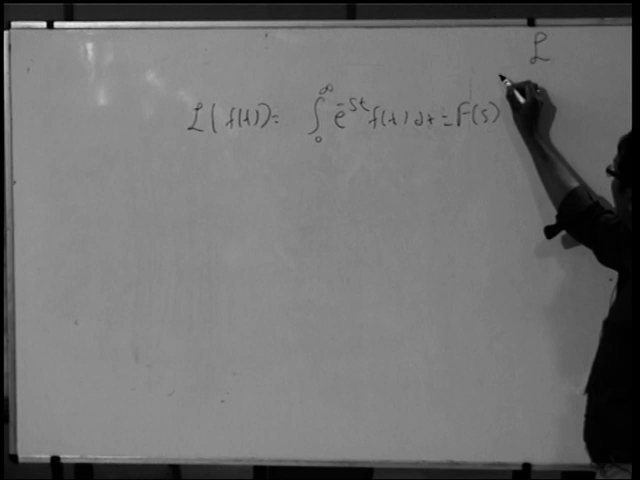 ℒ
ℒ(f(t))= ∫₀^∞ e^-st f(t) dt = F(s)